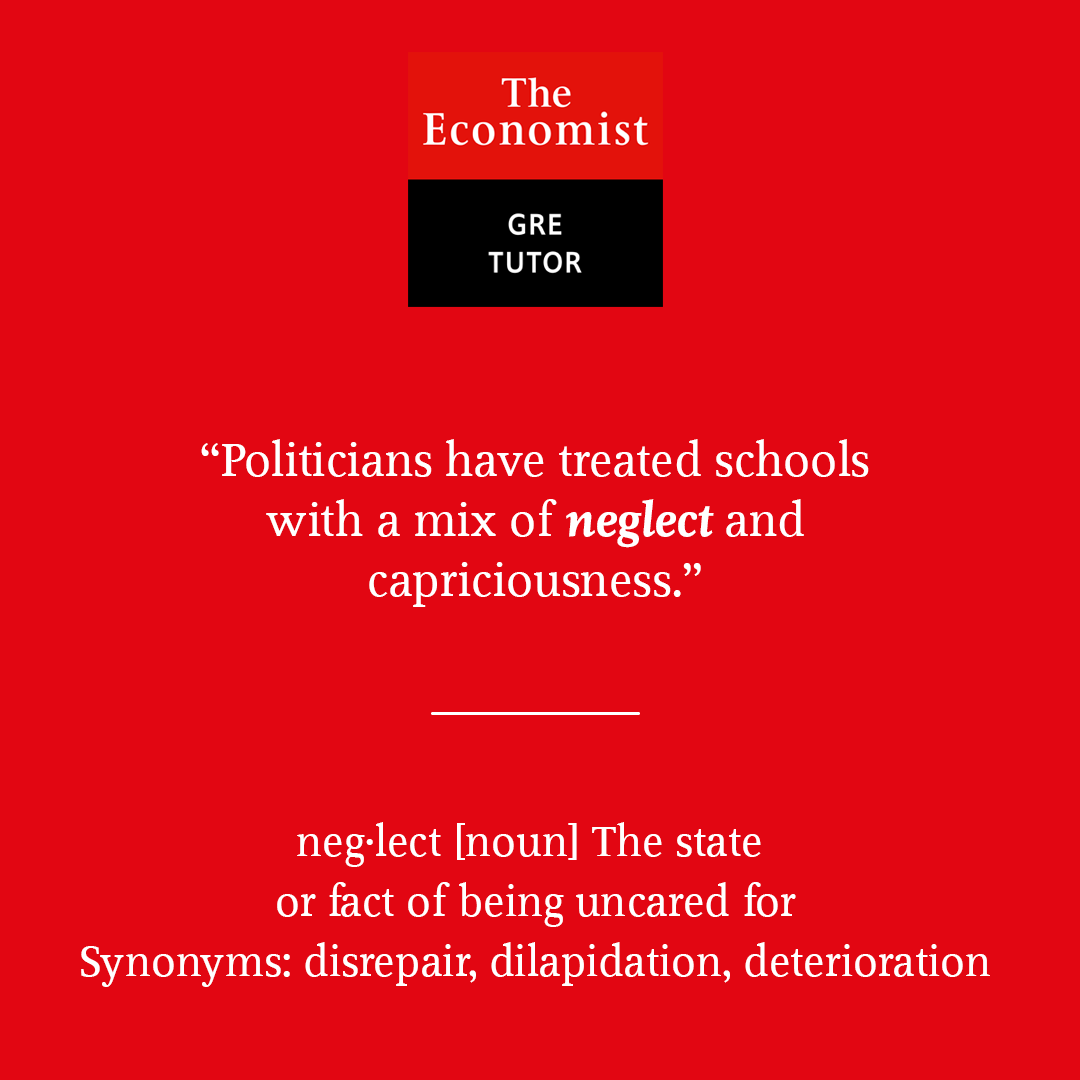 The
Economist
GRE
TUTOR
“Politicians have treated schools
with a mix of neglect and
capriciousness.”
neg·lect [noun] The state
or fact of being uncared for
Synonyms: disrepair, dilapidation, deterioration